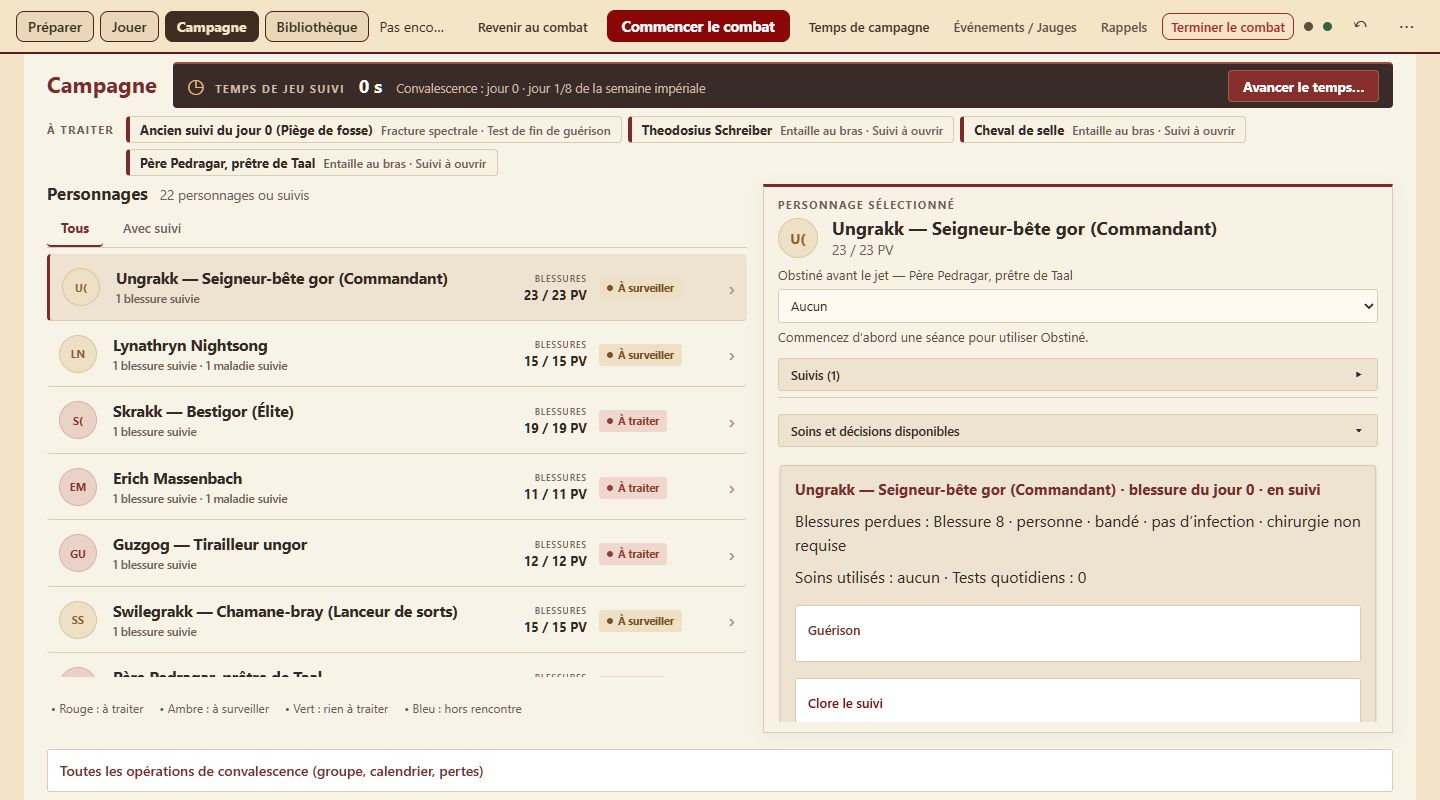 Préparer
Jouer
Campagne
Bibliothèque
Pas enco…
Revenir au combat
Commencer le combat
Temps de campagne
Événements / Jauges
Rappels
Terminer le combat
Campagne
TEMPS DE JEU SUIVI 0 s Convalescence : jour 0 · jour 1/8 de la semaine impériale
Avancer le temps…
À TRAITER
Ancien suivi du jour 0 (Piège de fosse) Fracture spectrale · Test de fin de guérison
Theodosius Schreiber Entaille au bras · Suivi à ouvrir
Cheval de selle Entaille au bras · Suivi à ouvrir
Père Pedragar, prêtre de Taal Entaille au bras · Suivi à ouvrir
Personnages 22 personnages ou suivis
Tous Avec suivi
U(
Ungrakk — Seigneur-bête gor (Commandant)
1 blessure suivie
BLESSURES
23 / 23 PV
À surveiller
LN
Lynathryn Nightsong
1 blessure suivie · 1 maladie suivie
BLESSURES
15 / 15 PV
À surveiller
S(
Skrakk — Bestigor (Élite)
1 blessure suivie
BLESSURES
19 / 19 PV
À traiter
EM
Erich Massenbach
1 blessure suivie · 1 maladie suivie
BLESSURES
11 / 11 PV
À traiter
GU
Guzgog — Tirailleur ungor
1 blessure suivie
BLESSURES
12 / 12 PV
À traiter
SS
Swilegrakk — Chamane-bray (Lanceur de sorts)
1 blessure suivie
BLESSURES
15 / 15 PV
À surveiller
Père Pedragar, prêtre de Taal
BLESSURES
• Rouge : à traiter • Ambre : à surveiller • Vert : rien à traiter • Bleu : hors rencontre
PERSONNAGE SÉLECTIONNÉ
U(
Ungrakk — Seigneur-bête gor (Commandant)
23 / 23 PV
Obstiné avant le jet — Père Pedragar, prêtre de Taal
Aucun
Commencez d'abord une séance pour utiliser Obstiné.
Suivis (1)
Soins et décisions disponibles
Ungrakk — Seigneur-bête gor (Commandant) · blessure du jour 0 · en suivi
Blessures perdues : Blessure 8 · personne · bandé · pas d'infection · chirurgie non
requise
Soins utilisés : aucun · Tests quotidiens : 0
Guérison
Clore le suivi
Toutes les opérations de convalescence (groupe, calendrier, pertes)